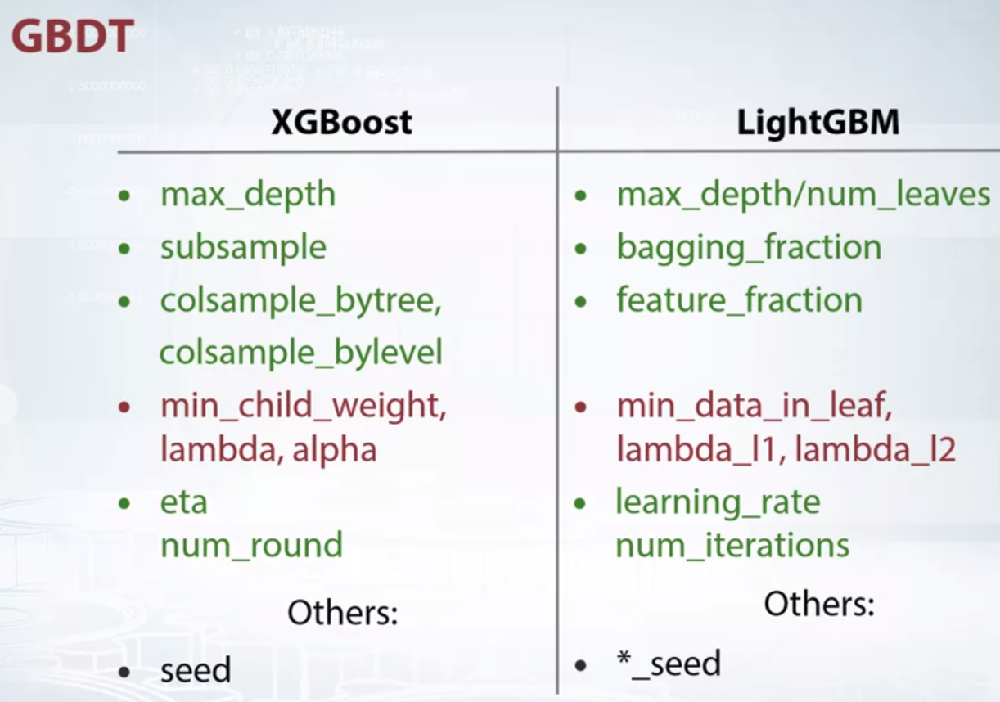 GBDT
XGBoost
• max_depth
• subsample
• colsample_bytree,
colsample_bylevel
• min_child_weight,
lambda, alpha
• eta
num_round
Others:
• seed
LightGBM
• max_depth/num_leaves
• bagging_fraction
• feature_fraction
• min_data_in_leaf,
lambda_l1, lambda_l2
• learning_rate
num_iterations
Others:
• *_seed